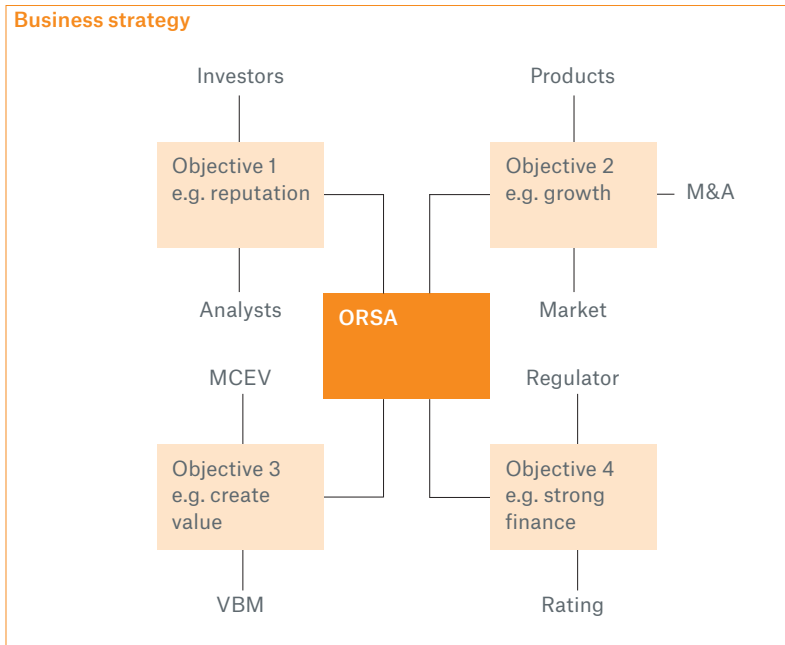 Business strategy
Investors
Products
Objective 1
e.g. reputation
Objective 2
e.g. growth
M&A
Analysts
ORSA
Market
MCEV
Regulator
Objective 3
e.g. create
value
Objective 4
e.g. strong
finance
VBM
Rating